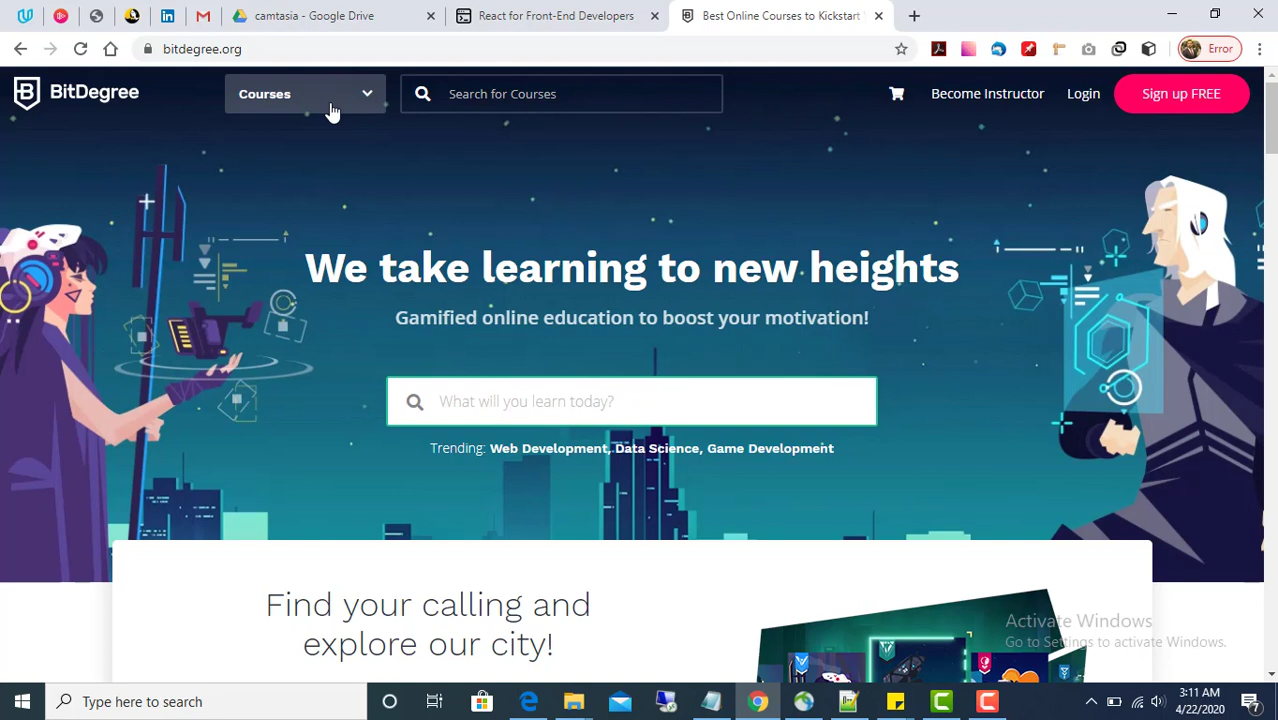 camtasia - Google Drive
React for Front-End Developers
Best Online Courses to Kickstart
bitdegree.org
Error
BitDegree
Courses
Search for Courses
Become Instructor
Login
Sign up FREE
We take learning to new heights
Gamified online education to boost your motivation!
What will you learn today?
Trending: Web Development, Data Science, Game Development
Find your calling and
explore our city!
Activate Windows
Go to Settings to activate Windows.
Type here to search
3:11 AM
4/22/2020
7